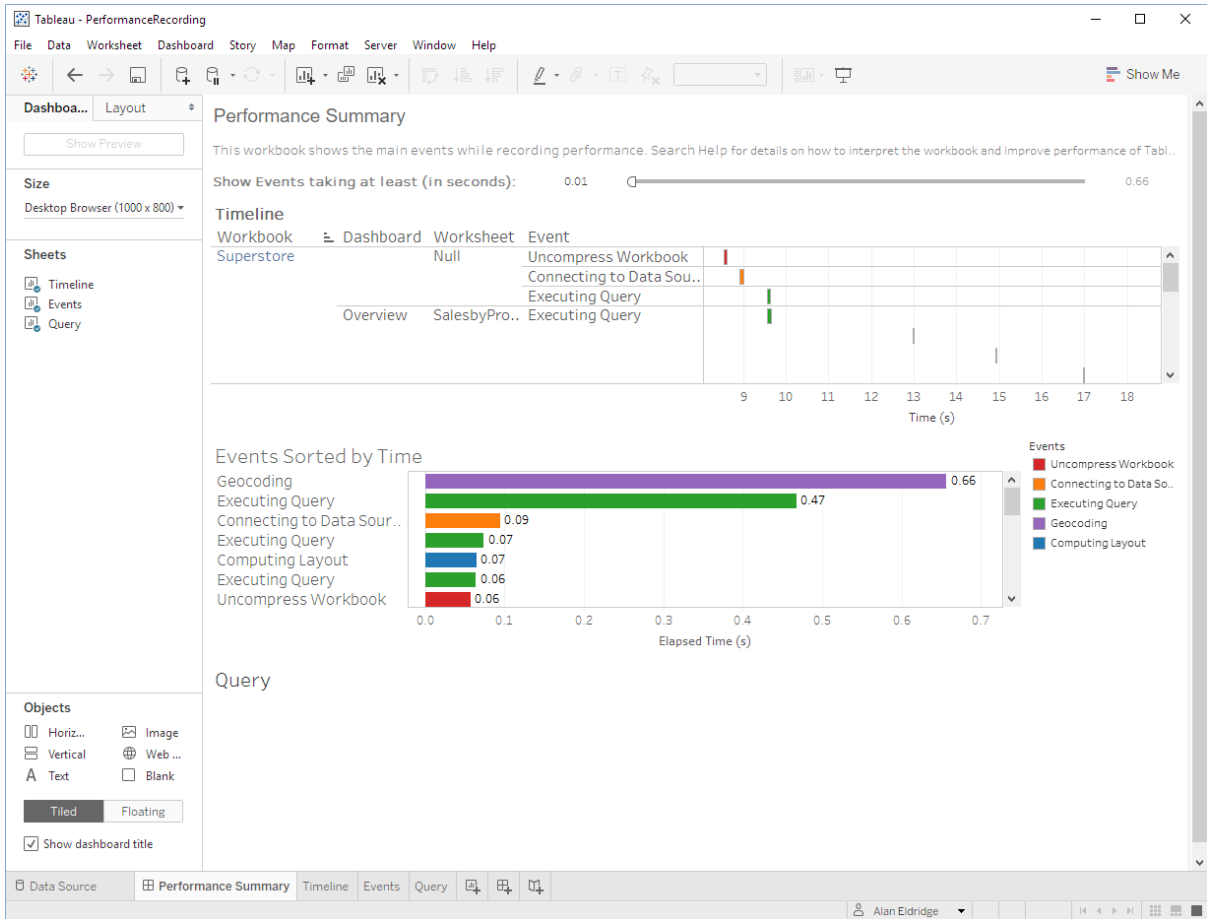 Tableau - PerformanceRecording
File Data Worksheet Dashboard Story Map Format Server Window Help
Show Me
Dashboa... Layout
Show Preview
Size
Desktop Browser (1000 x 800)
Sheets
Timeline
Events
Query
Objects
Horiz... Image
Vertical Web ...
A Text Blank
Tiled Floating
Show dashboard title
Performance Summary
This workbook shows the main events while recording performance. Search Help for details on how to interpret the workbook and improve performance of Tabl..
Show Events taking at least (in seconds): 0.01 0.66
Timeline
Workbook Dashboard Worksheet Event
Superstore Null Uncompress Workbook
Connecting to Data Sou..
Executing Query
Overview SalesbyPro.. Executing Query
9 10 11 12 13 14 15 16 17 18
Time (s)
Events Sorted by Time
Geocoding 0.66
Executing Query 0.47
Connecting to Data Sour.. 0.09
Executing Query 0.07
Computing Layout 0.07
Executing Query 0.06
Uncompress Workbook 0.06
0.0 0.1 0.2 0.3 0.4 0.5 0.6 0.7
Elapsed Time (s)
Events
Uncompress Workbook
Connecting to Data So..
Executing Query
Geocoding
Computing Layout
Query
Data Source Performance Summary Timeline Events Query
Alan Eldridge